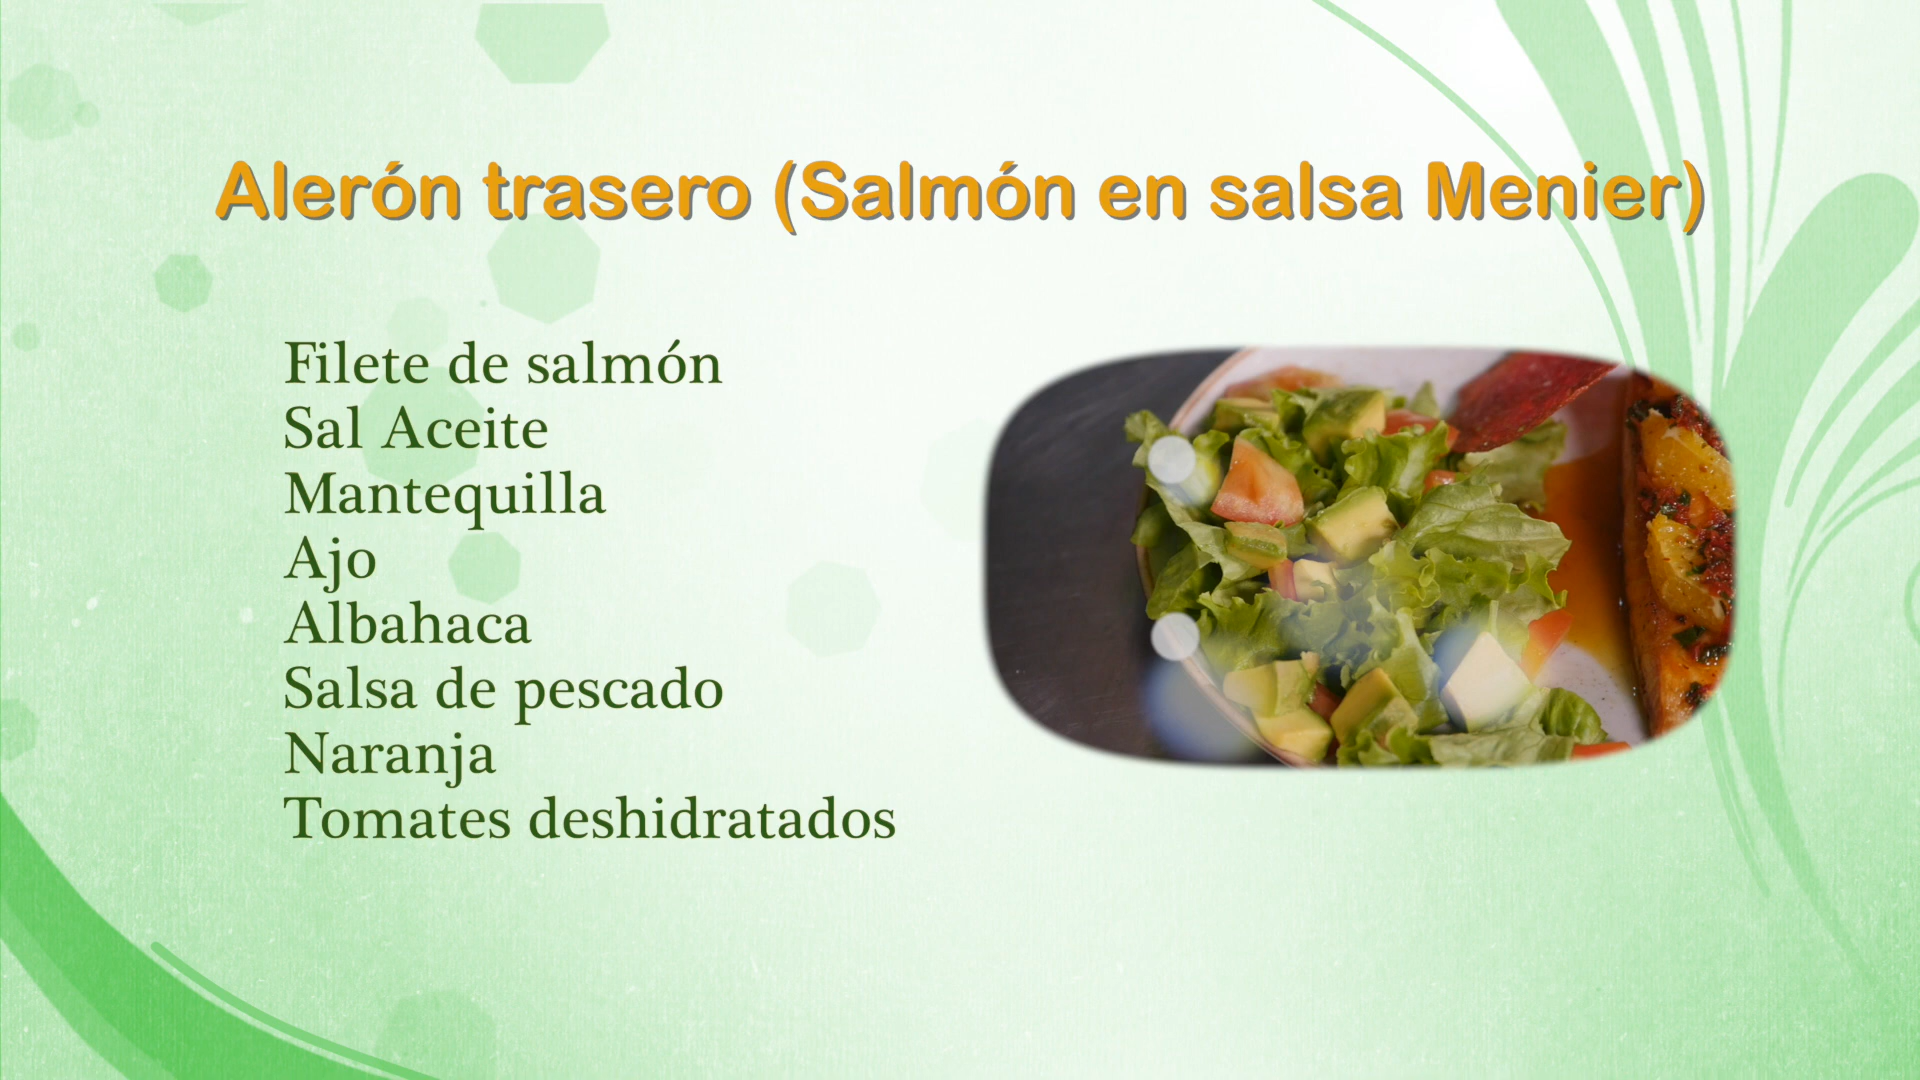 Alerón trasero (Salmón en salsa Menier)
Filete de salmón
Sal Aceite
Mantequilla
Ajo
Albahaca
Salsa de pescado
Naranja
Tomates deshidratados